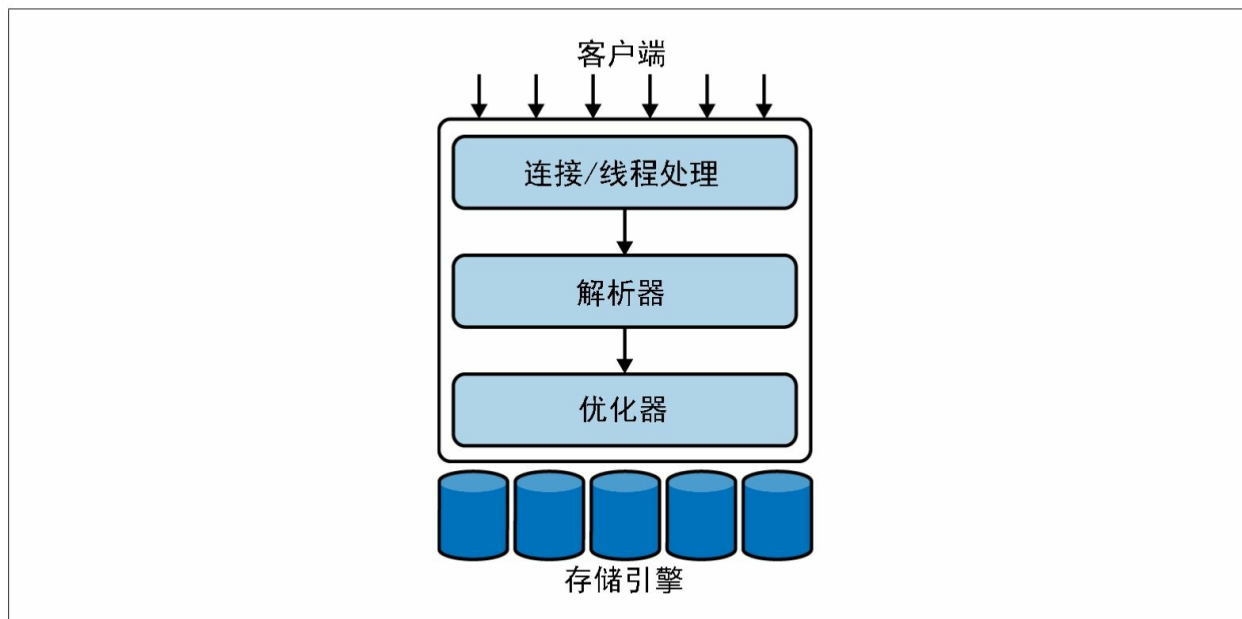 客户端
连接/线程处理
解析器
优化器
存储引擎